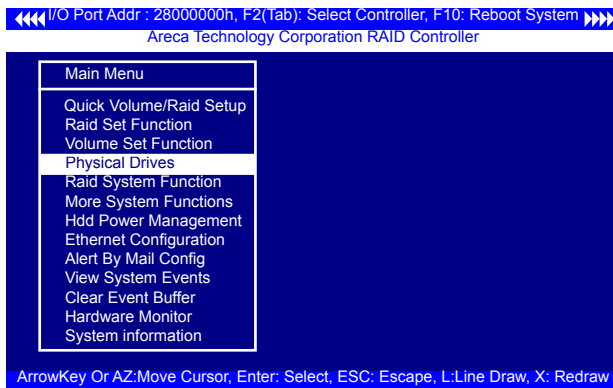 I/O Port Addr : 28000000h, F2(Tab): Select Controller, F10: Reboot System
Areca Technology Corporation RAID Controller
Main Menu
Quick Volume/Raid Setup
Raid Set Function
Volume Set Function
Physical Drives
Raid System Function
More System Functions
Hdd Power Management
Ethernet Configuration
Alert By Mail Config
View System Events
Clear Event Buffer
Hardware Monitor
System information
ArrowKey Or AZ:Move Cursor, Enter: Select, ESC: Escape, L:Line Draw, X: Redraw